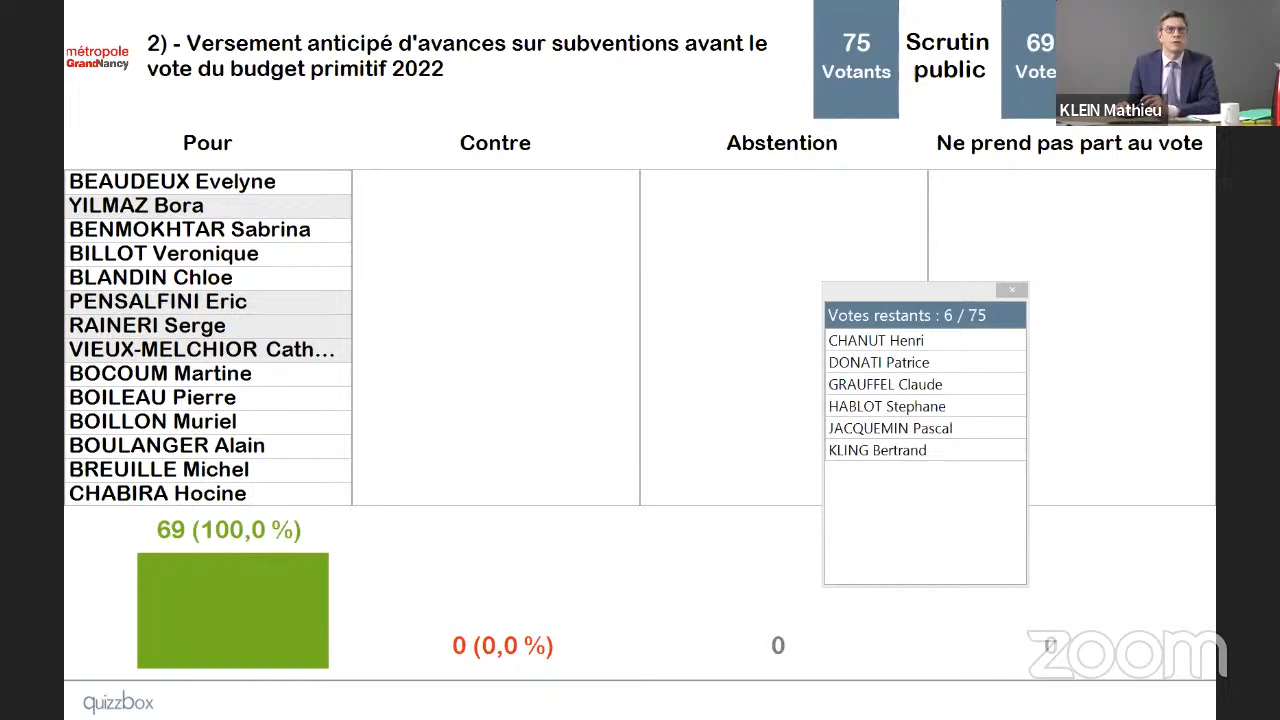 métropole
GrandNancy
2) - Versement anticipé d'avances sur subventions avant le
vote du budget primitif 2022
75
Votants
Scrutin
public
69
Vote
KLEIN Mathieu
Pour
Contre
Abstention
Ne prend pas part au vote
BEAUDEUX Evelyne
YILMAZ Bora
BENMOKHTAR Sabrina
BILLOT Veronique
BLANDIN Chloe
PENSALFINI Eric
RAINERI Serge
VIEUX-MELCHIOR Cath...
BOCOUM Martine
BOILEAU Pierre
BOILLON Muriel
BOULANGER Alain
BREUILLE Michel
CHABIRA Hocine
Votes restants : 6 / 75
CHANUT Henri
DONATI Patrice
GRAUFFEL Claude
HABLOT Stephane
JACQUEMIN Pascal
KLING Bertrand
69 (100,0 %)
0 (0,0 %)
0
0
zoom
quizzbox